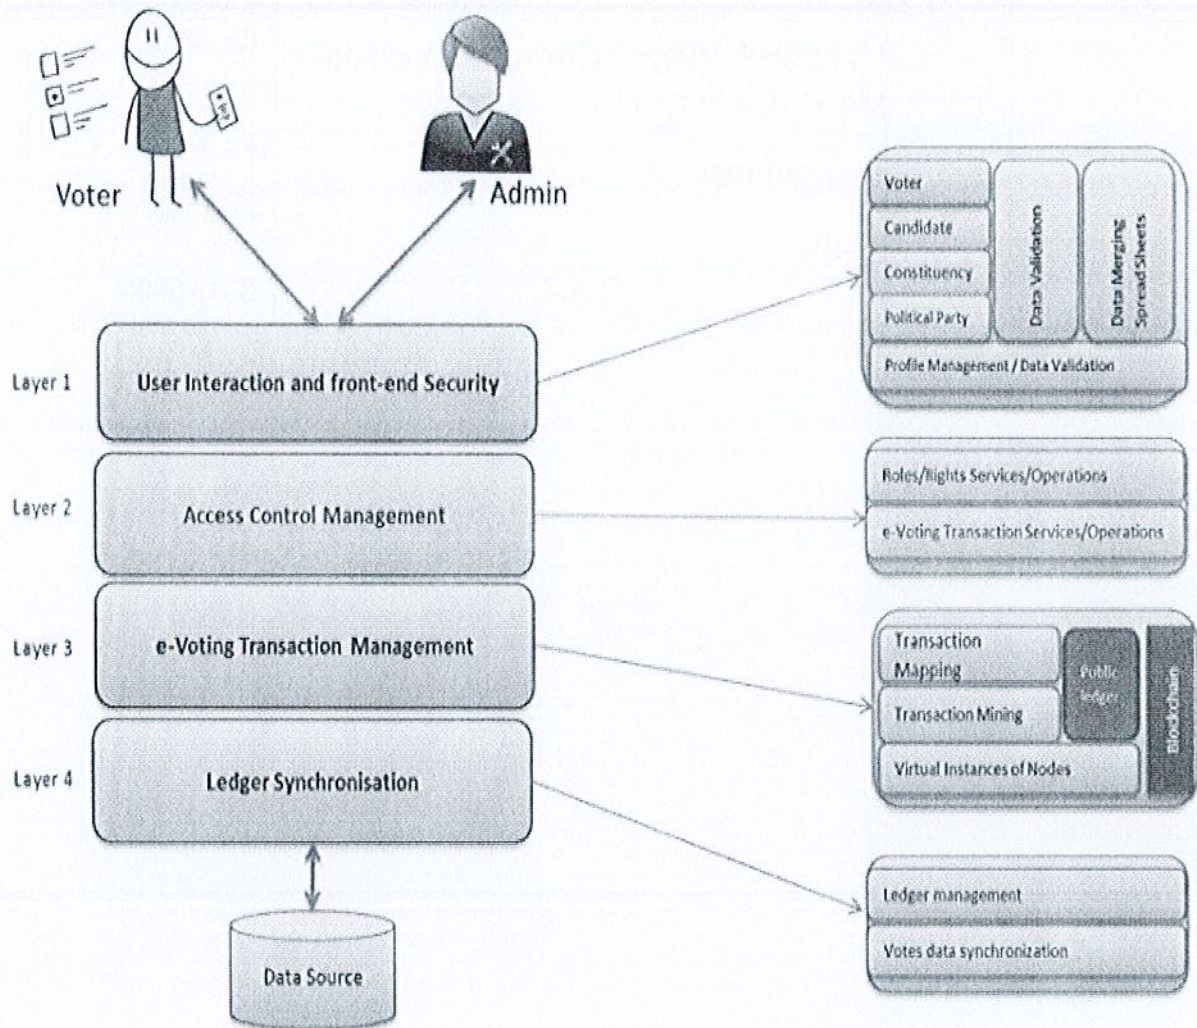 Voter
Admin
Layer 1
User Interaction and front-end Security
Layer 2
Access Control Management
Layer 3
e-Voting Transaction Management
Layer 4
Ledger Synchronisation
Data Source
Voter
Candidate
Constituency
Political Party
Data Validation
Data Merging
Spread Sheets
Profile Management / Data Validation
Roles/Rights Services/Operations
e-Voting Transaction Services/Operations
Transaction
Mapping
Transaction Mining
Public
ledger
Virtual Instances of Nodes
Blockchain
Ledger management
Votes data synchronization